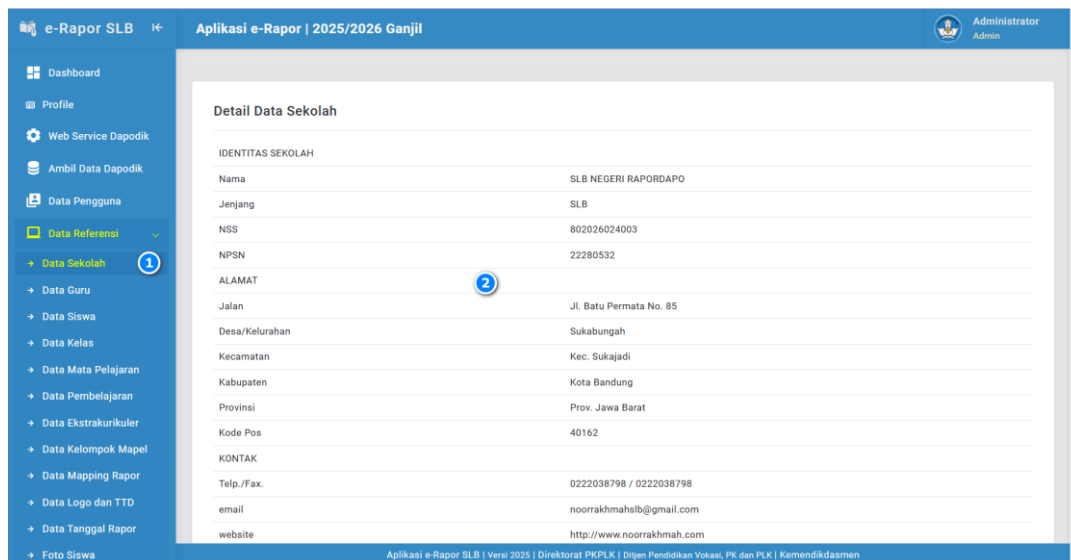 e-Rapor SLB
Aplikasi e-Rapor | 2025/2026 Ganjil
Administrator
Admin
Dashboard
Profile
Web Service Dapodik
Ambil Data Dapodik
Data Pengguna
Data Referensi
Data Sekolah 1
Data Guru
Data Siswa
Data Kelas
Data Mata Pelajaran
Data Pembelajaran
Data Ekstrakurikuler
Data Kelompok Mapel
Data Mapping Rapor
Data Logo dan TTD
Data Tanggal Rapor
Foto Siswa
Detail Data Sekolah
IDENTITAS SEKOLAH
Nama SLB NEGERI RAPORDAPO
Jenjang SLB
NSS 802026024003
NPSN 22280532
ALAMAT 2
Jalan Jl. Batu Permata No. 85
Desa/Kelurahan Sukabungah
Kecamatan Kec. Sukajadi
Kabupaten Kota Bandung
Provinsi Prov. Jawa Barat
Kode Pos 40162
KONTAK
Telp./Fax. 0222038798 / 0222038798
email noorrakhmahslb@gmail.com
website http://www.noorrakhmah.com
Aplikasi e-Rapor SLB | Versi 2025 | Direktorat PKPLK | Ditjen Pendidikan Vokasi, PK dan PLK | Kemendikdasmen